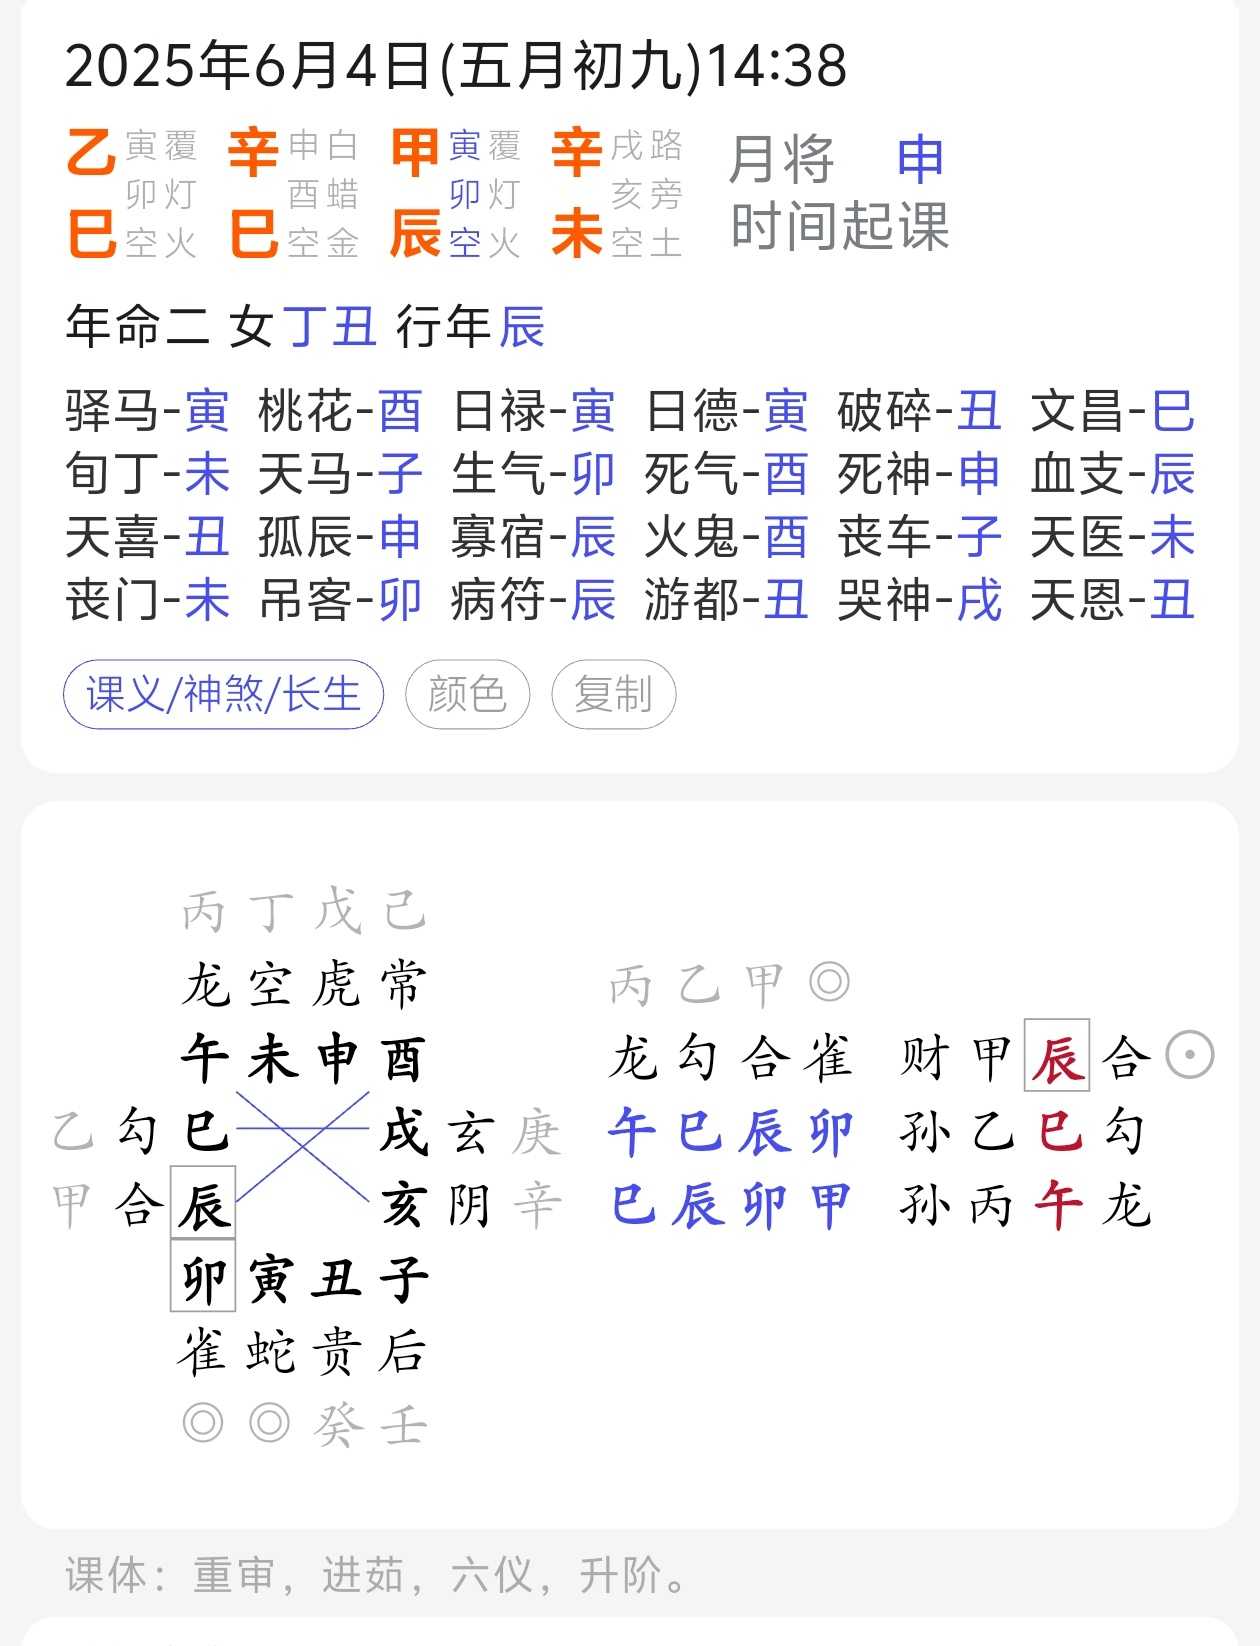 2025年6月4日(五月初九)14:38
乙 寅覆 辛 申白 甲 寅覆 辛 戌路 月将 申
卯灯 酉蜡 卯灯 亥旁
巳 空火 巳 空金 辰 空火 未 空土 时间起课
年命二 女丁丑 行年辰
驿马-寅 桃花-酉 日禄-寅 日德-寅 破碎-丑 文昌-巳
旬丁-未 天马-子 生气-卯 死气-酉 死神-申 血支-辰
天喜-丑 孤辰-申 寡宿-辰 火鬼-酉 丧车-子 天医-未
丧门-未 吊客-卯 病符-辰 游都-丑 哭神-戌 天恩-丑
课义/神煞/长生 颜色 复制
丙丁戊己
龙空虎常 丙乙甲◎
午未申酉 龙勾合雀 财甲辰合
乙勾巳 戌玄庚 午巳辰卯 孙乙巳勾
甲合辰 亥阴辛 巳辰卯甲 孙丙午龙
卯寅丑子
雀蛇贵后
◎◎癸壬
课体：重审，进茹，六仪，升阶。